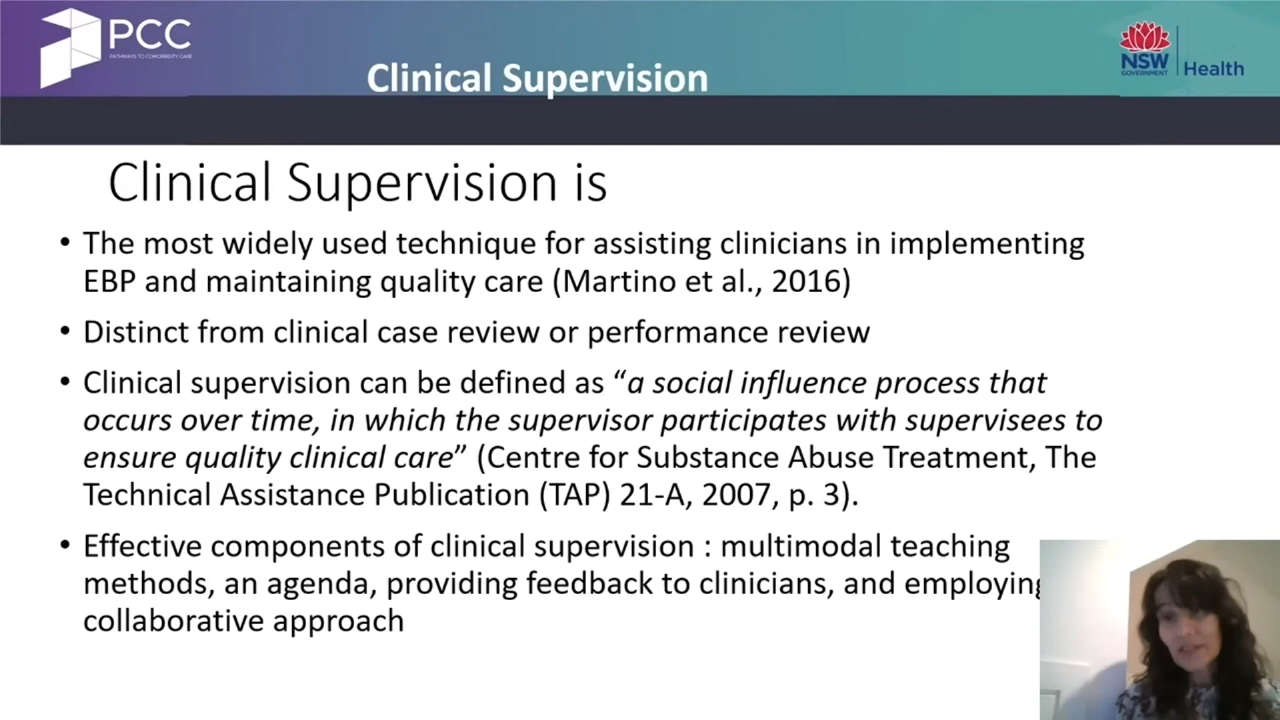 PCC
PATHWAYS TO COMORBIDITY CARE
Clinical Supervision
NSW
GOVERNMENT
Health
Clinical Supervision is
• The most widely used technique for assisting clinicians in implementing
EBP and maintaining quality care (Martino et al., 2016)
• Distinct from clinical case review or performance review
• Clinical supervision can be defined as “a social influence process that
occurs over time, in which the supervisor participates with supervisees to
ensure quality clinical care” (Centre for Substance Abuse Treatment, The
Technical Assistance Publication (TAP) 21-A, 2007, p. 3).
• Effective components of clinical supervision : multimodal teaching
methods, an agenda, providing feedback to clinicians, and employing
collaborative approach